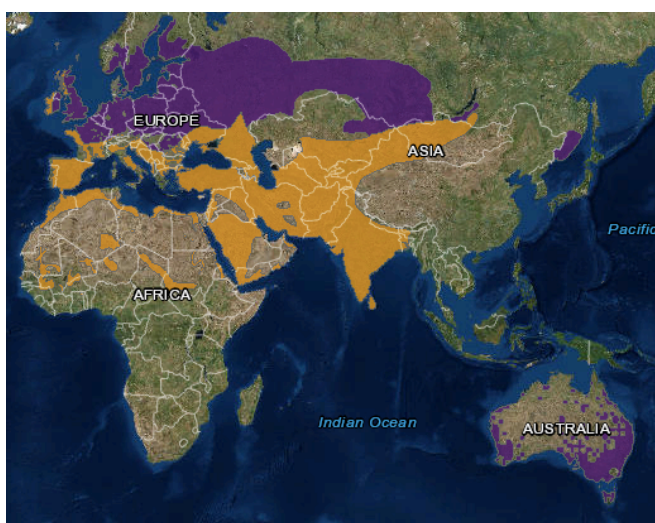 EUROPE
ASIA
Pacific
AFRICA
Indian Ocean
AUSTRALIA